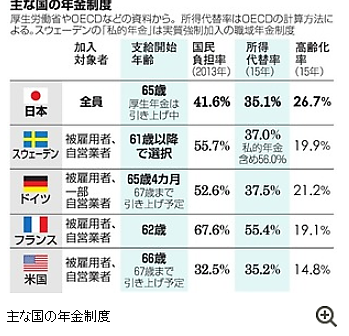 主な国の年金制度
厚生労働省やOECDなどの資料から。所得代替率はOECDの計算方法に
よる。スウェーデンの「私的年金」は実質強制加入の職域年金制度
加入
対象者
支給開始
年齢
国民
負担率
(2013年)
所得
代替率
(15年)
高齢化
率
(15年)
日本
全員
65歳
厚生年金は
引き上げ中
41.6%
35.1%
26.7%
スウェーデン
被雇用者、
自営業者
61歳以降
で選択
55.7%
37.0%
私的年金
含め56.0%
19.9%
ドイツ
被雇用者、
一部
自営業者
65歳4カ月
67歳まで
引き上げ予定
52.6%
37.5%
21.2%
フランス
被雇用者、
自営業者
62歳
67.6%
55.4%
19.1%
米国
被雇用者、
自営業者
66歳
67歳まで
引き上げ予定
32.5%
35.2%
14.8%
主な国の年金制度